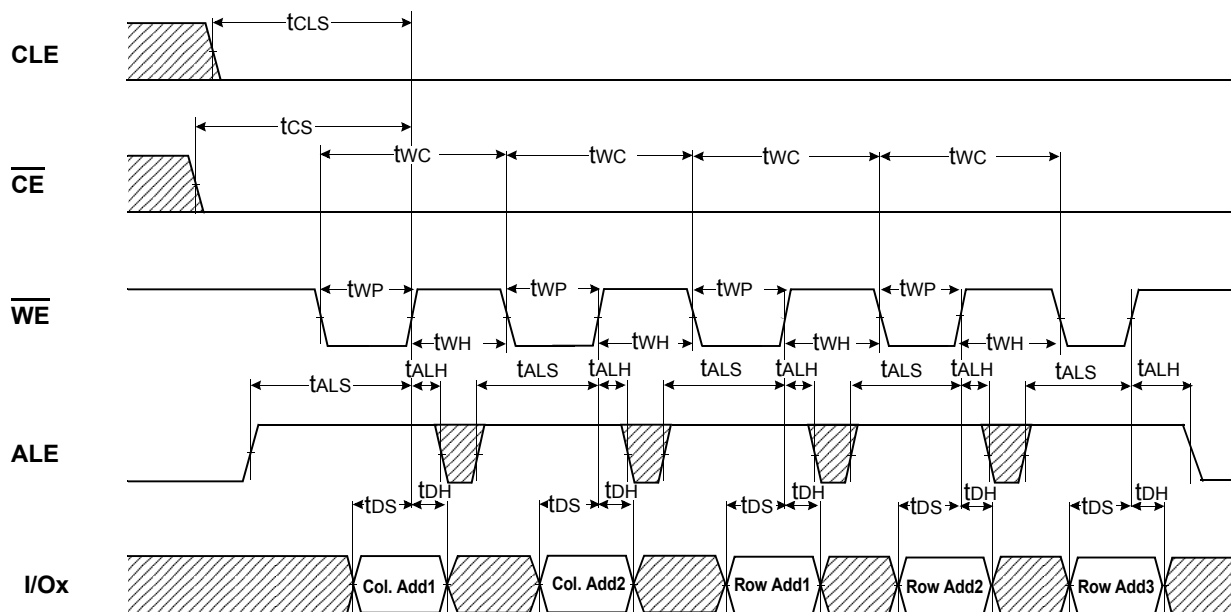 tCLS
CLE
tCS
tWC tWC tWC tWC
CE
tWP tWP tWP tWP
WE
tWH tWH tWH tWH
tALS tALH tALS tALH tALS tALH tALS tALH tALS tALH
ALE
tDS tDH tDS tDH tDS tDH tDS tDH tDS tDH
I/Ox Col. Add1 Col. Add2 Row Add1 Row Add2 Row Add3